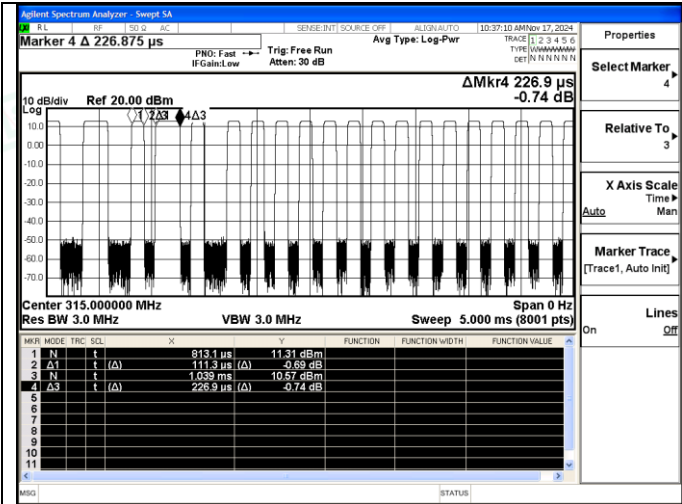 Agilent Spectrum Analyzer - Swept SA
RL RF 50 Ω AC SENSE:INT SOURCE OFF ALIGNAUTO 10:37:10 AM Nov 17, 2024
Marker 4 Δ 226.875 µs
PNO: Fast
IFGain:Low
Trig: Free Run
Atten: 30 dB
Avg Type: Log-Pwr
TRACE 1 2 3 4 5 6
TYPE WWWWWW
DET N N N N N N
ΔMkr4 226.9 µs
-0.74 dB
10 dB/div Ref 20.00 dBm
Log
1 2Δ1 4Δ3
10.0
0.00
-10.0
-20.0
-30.0
-40.0
-50.0
-60.0
-70.0
Center 315.000000 MHz Span 0 Hz
Res BW 3.0 MHz VBW 3.0 MHz Sweep 5.000 ms (8001 pts)
MKR MODE TRC SCL X Y FUNCTION FUNCTION WIDTH FUNCTION VALUE
1 N t 813.1 µs 11.31 dBm
2 Δ1 t (Δ) 111.3 µs (Δ) -0.69 dB
3 N t 1.039 ms 10.57 dBm
4 Δ3 t (Δ) 226.9 µs (Δ) -0.74 dB
5
6
7
8
9
10
11
MSG STATUS
Properties
Select Marker
4
Relative To
3
X Axis Scale
Time
Auto Man
Marker Trace
[Trace1, Auto Init]
Lines
On Off